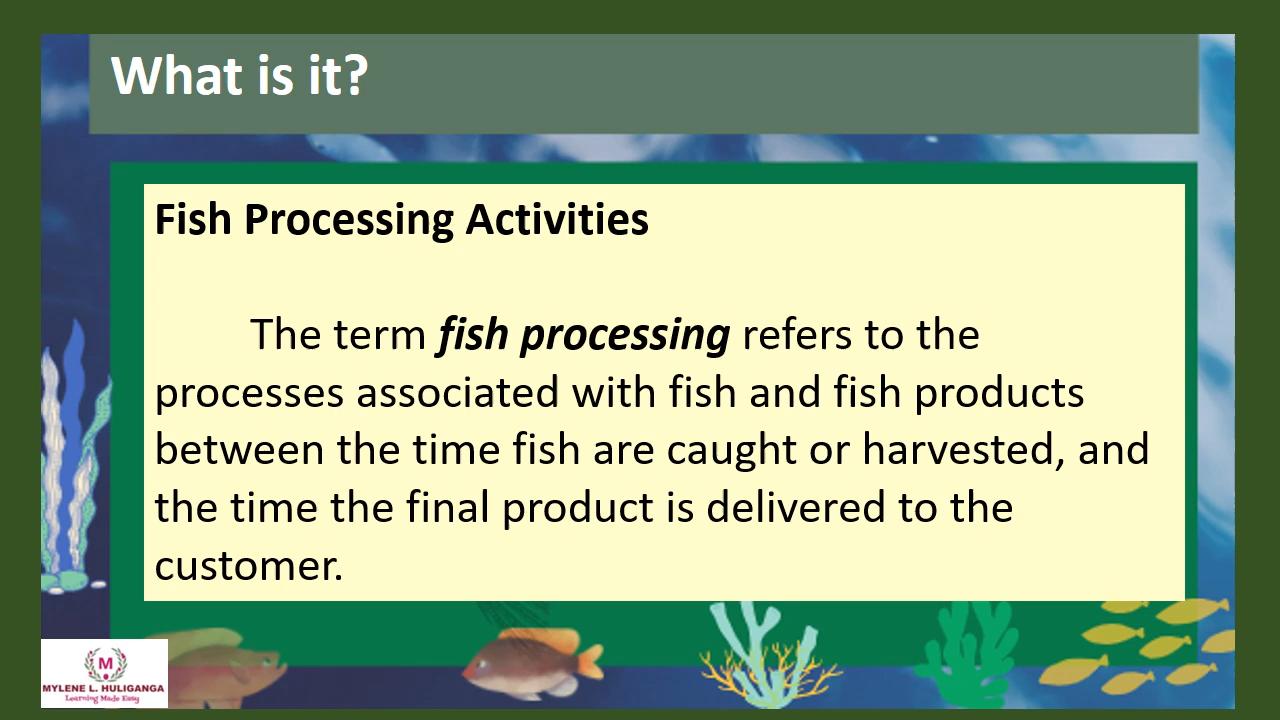 What is it?
Fish Processing Activities
The term fish processing refers to the
processes associated with fish and fish products
between the time fish are caught or harvested, and
the time the final product is delivered to the
customer.
M
MYLENE L. HULIGANGA
Learning Made Easy